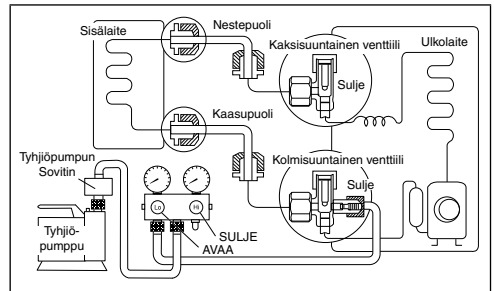 Sisälaite
Nestepuoli
Kaksisuuntainen venttiili
Ulkolaite
Sulje
Kaasupuoli
Kolmisuuntainen venttiili
Sulje
Tyhjiöpumpun
Sovitin
Lo
Hi
Tyhjiö-
pumppu
SULJE
AVAA